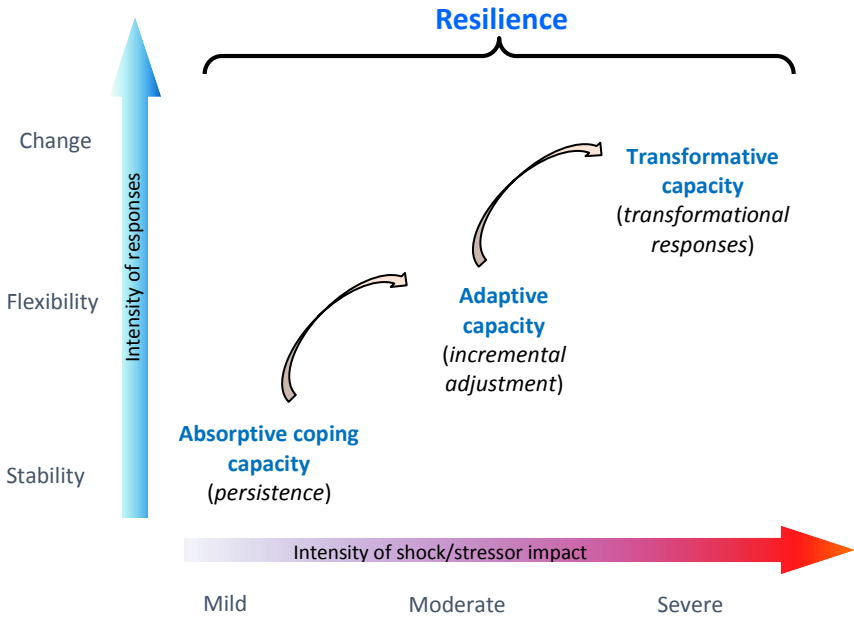 Resilience
Change
Transformative
capacity
(transformational
responses)
Intensity of responses
Flexibility
Adaptive
capacity
(incremental
adjustment)
Absorptive coping
capacity
(persistence)
Stability
Intensity of shock/stressor impact
Mild
Moderate
Severe